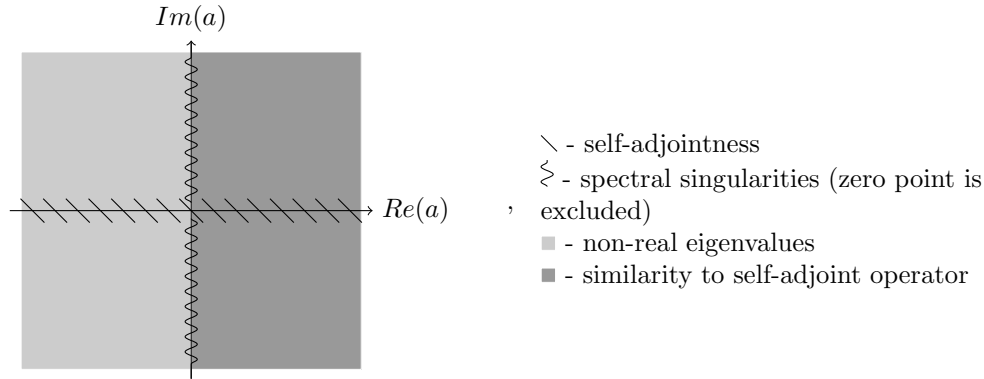 Im(a)
Re(a)
,
- self-adjointness
- spectral singularities (zero point is
excluded)
- non-real eigenvalues
- similarity to self-adjoint operator